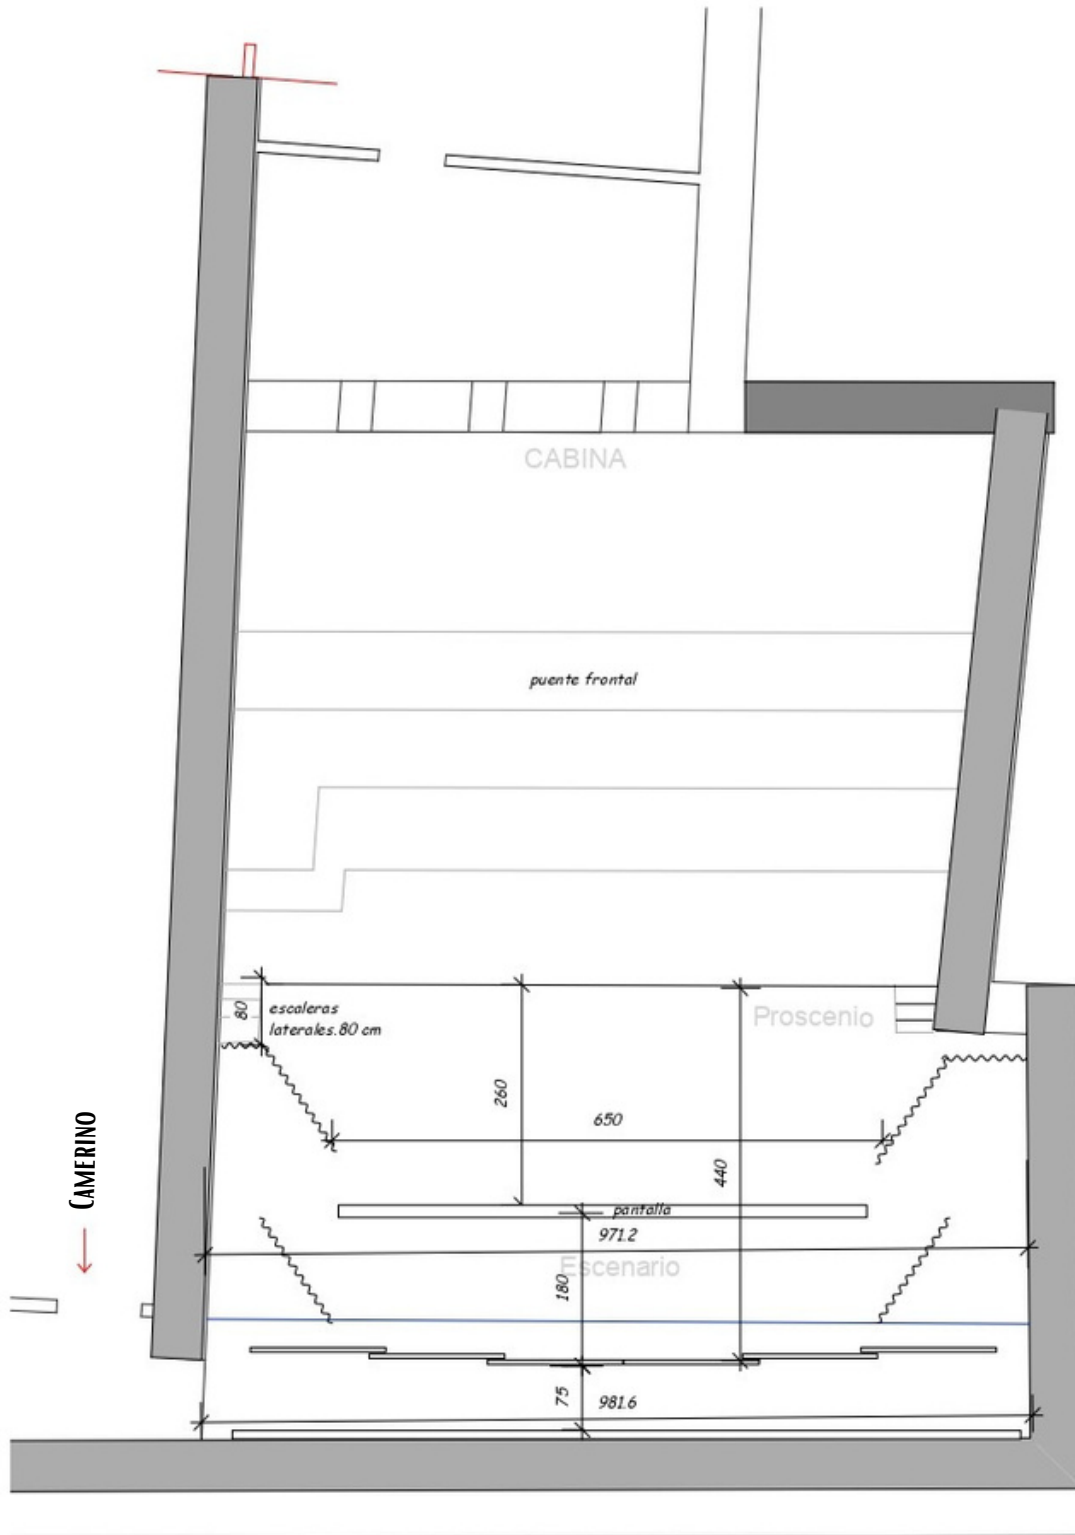 CABINA
puente frontal
80
escaleras
laterales.80 cm
Proscenio
260
650
440
CAMERINO
pantalla
971.2
Escenario
180
75
981.6